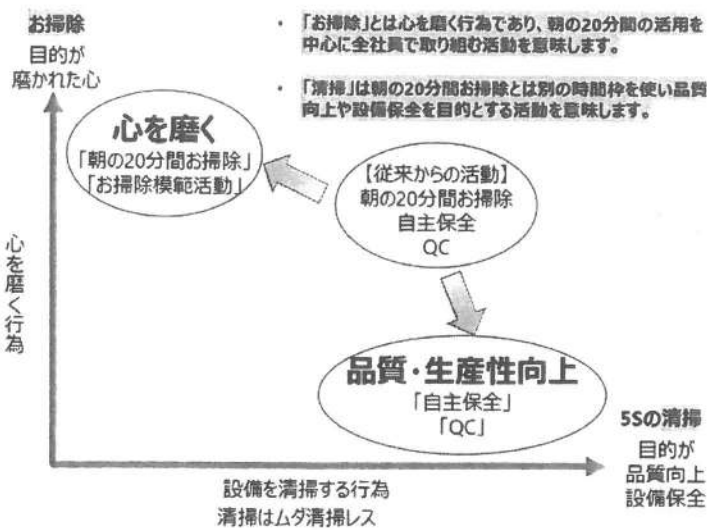 お掃除
目的が
磨かれた心
・ 「お掃除」とは心を磨く行為であり、朝の20分間の活用を
中心に全社員で取り組む活動を意味します。
・ 「清掃」は朝の20分間お掃除とは別の時間枠を使い品質
向上や設備保全を目的とする活動を意味します。
心を磨く
「朝の20分間お掃除」
「お掃除模範活動」
【従来からの活動】
朝の20分間お掃除
自主保全
QC
心を磨く行為
品質・生産性向上
「自主保全」
「QC」
5Sの清掃
目的が
品質向上
設備保全
設備を清掃する行為
清掃はムダ清掃レス